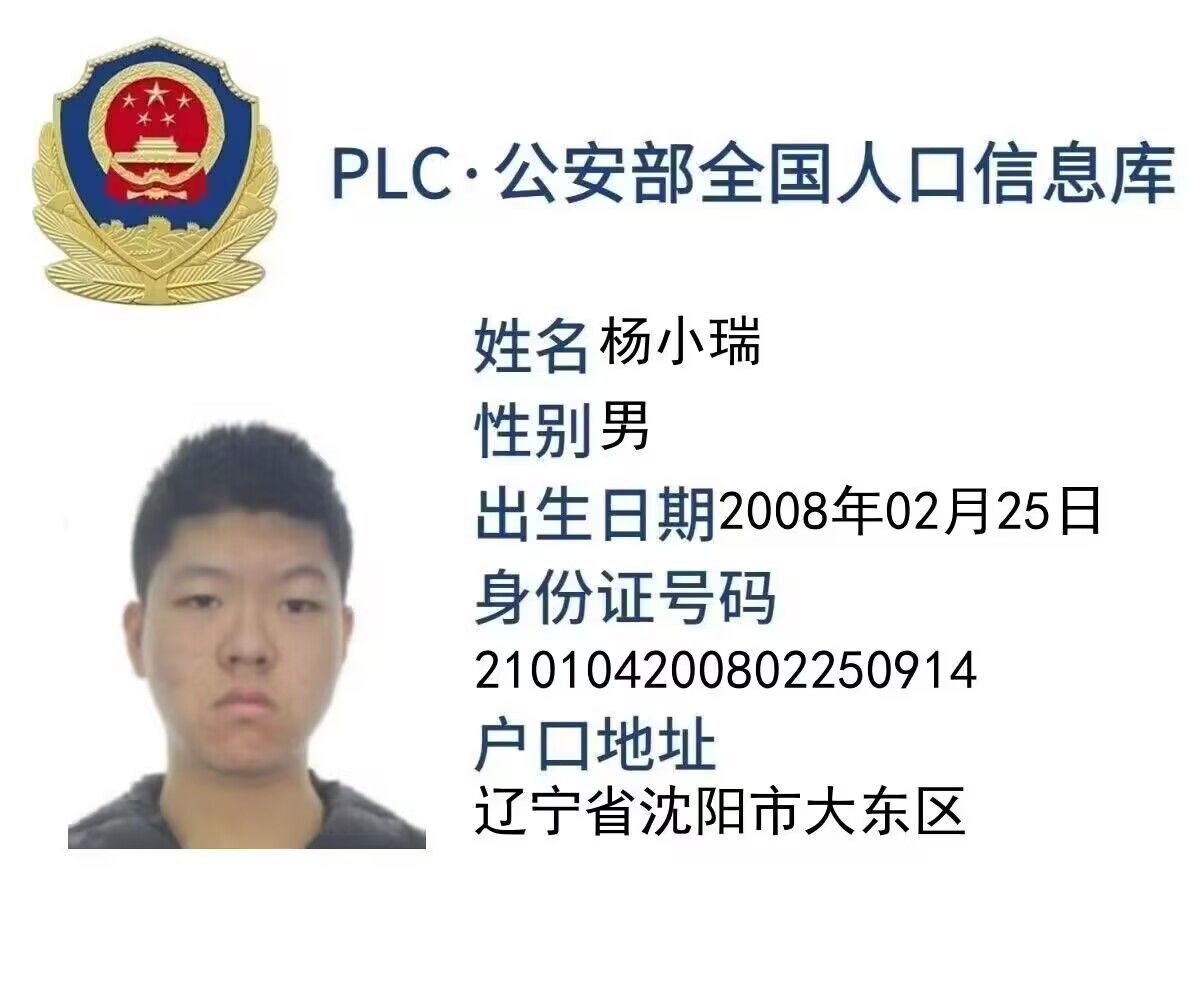 PLC·公安部全国人口信息库
姓名 杨小瑞
性别 男
出生日期 2008年02月25日
身份证号码
210104200802250914
户口地址
辽宁省沈阳市大东区